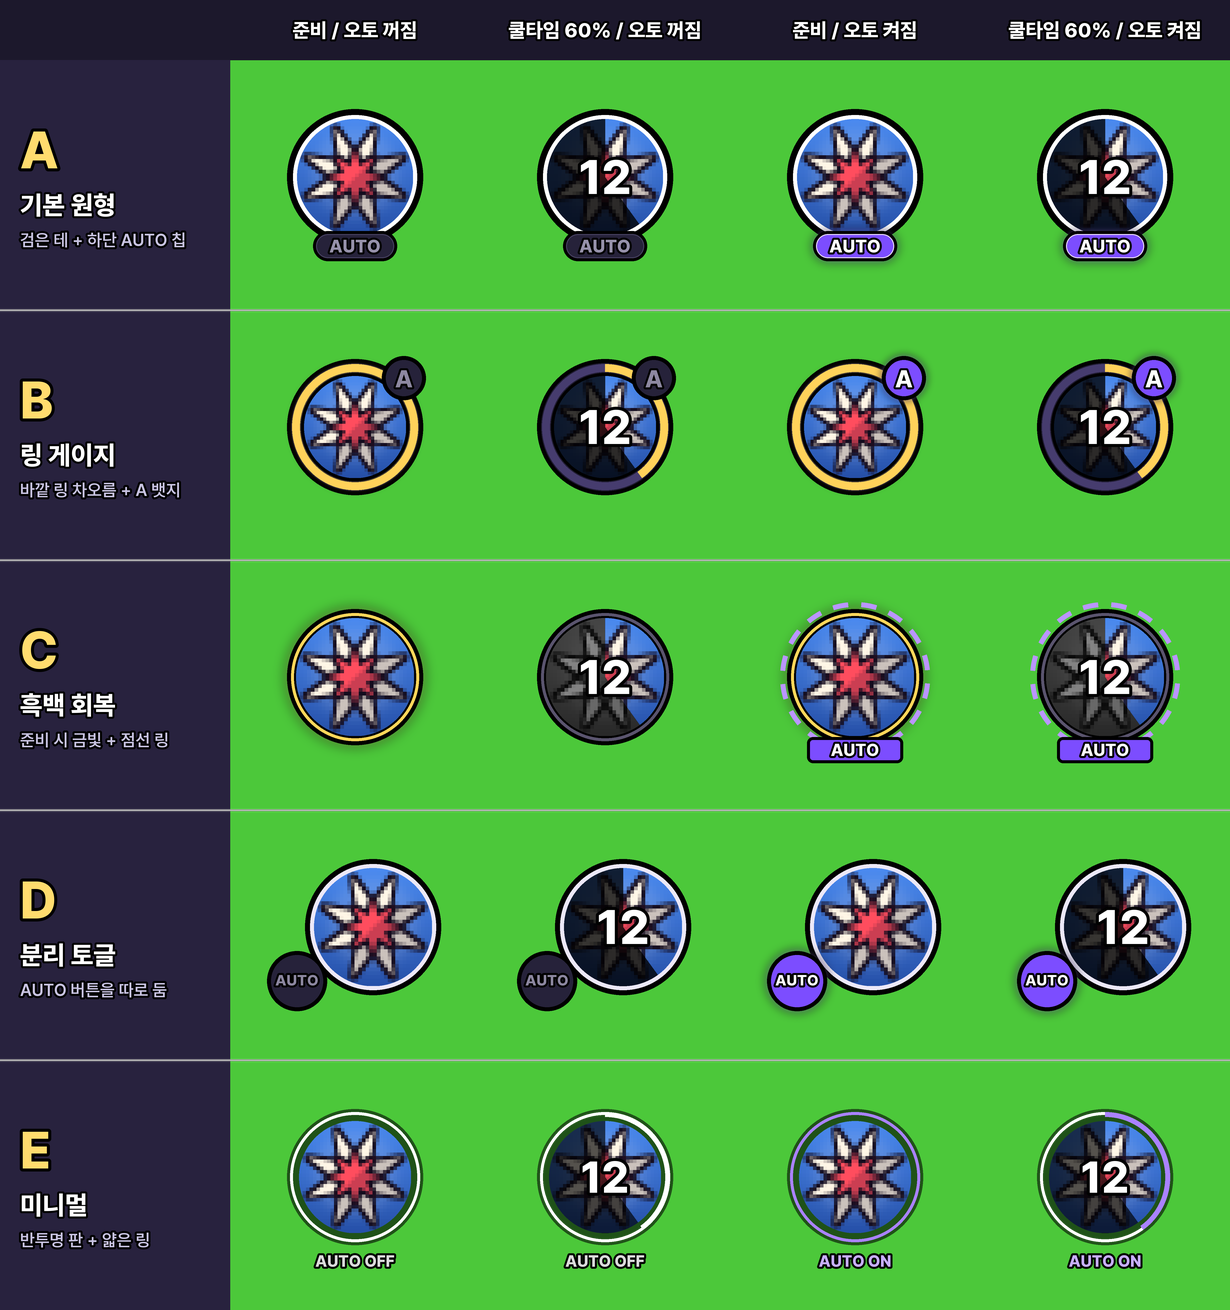 준비 / 오토 꺼짐
쿨타임 60% / 오토 꺼짐
준비 / 오토 켜짐
쿨타임 60% / 오토 켜짐
A
기본 원형
검은 테 + 하단 AUTO 칩
AUTO
12
AUTO
AUTO
12
AUTO
B
링 게이지
바깥 링 차오름 + A 뱃지
A
12
A
A
12
A
C
흑백 회복
준비 시 금빛 + 점선 링
12
AUTO
12
AUTO
D
분리 토글
AUTO 버튼을 따로 둠
AUTO
12
AUTO
AUTO
12
AUTO
E
미니멀
반투명 판 + 얇은 링
AUTO OFF
12
AUTO OFF
AUTO ON
12
AUTO ON